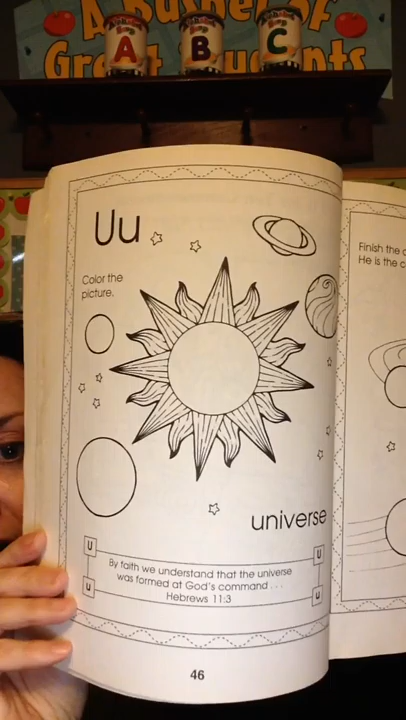 A Bushel of
Great Students
A
B
C
Uu
Color the
picture.
universe
U
U
By faith we understand that the universe
was formed at God's command . . .
Hebrews 11:3
u
u
46
Finish the
He is the